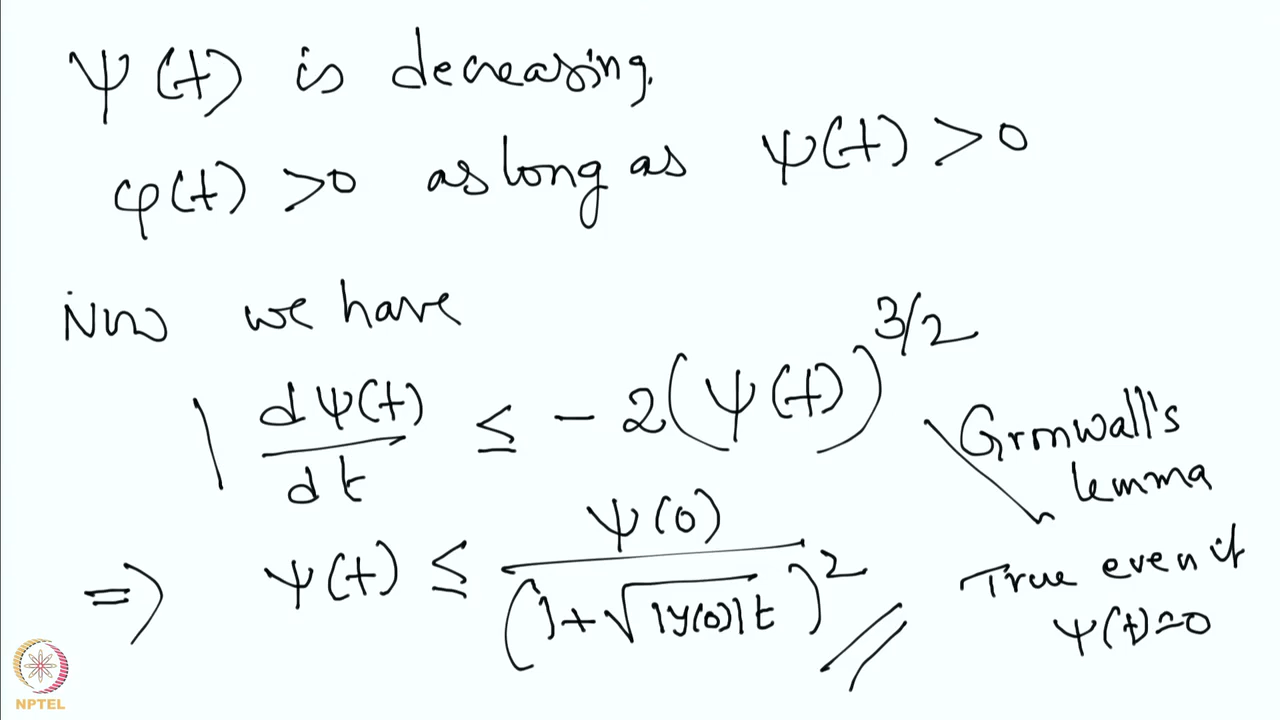 ψ(t) is decreasing.
φ(t) >0 as long as ψ(t) >0
Now we have
dψ(t)/dt ≤ -2(ψ(t))^{3/2}
Gronwall's
lemma
=> ψ(t) ≤ ψ(0)/(1+√|y(0)|t)^2
True even if
ψ(t)=0
NPTEL